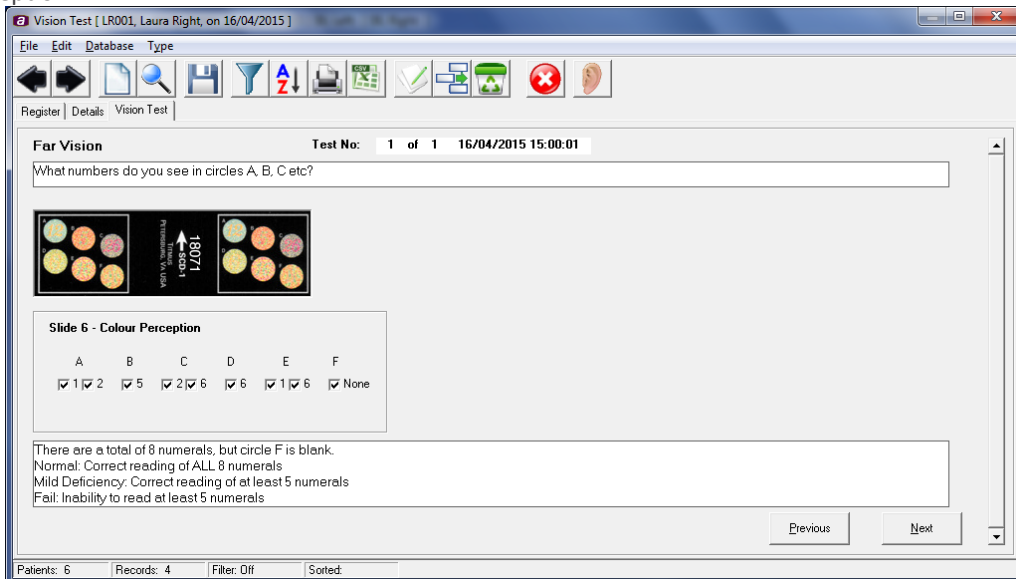 Vision Test [ LR001, Laura Right, on 16/04/2015 ]
File Edit Database Type
A Z CSV
Register Details Vision Test
Far Vision Test No: 1 of 1 16/04/2015 15:00:01
What numbers do you see in circles A, B, C etc?
18071
SCD-1
TITMUS
PETERSBURG, VA USA
Slide 6 - Colour Perception
A B C D E F
1 2 5 2 6 6 1 6 None
There are a total of 8 numerals, but circle F is blank.
Normal: Correct reading of ALL 8 numerals
Mild Deficiency: Correct reading of at least 5 numerals
Fail: Inability to read at least 5 numerals
Previous Next
Patients: 6 Records: 4 Filter: Off Sorted: